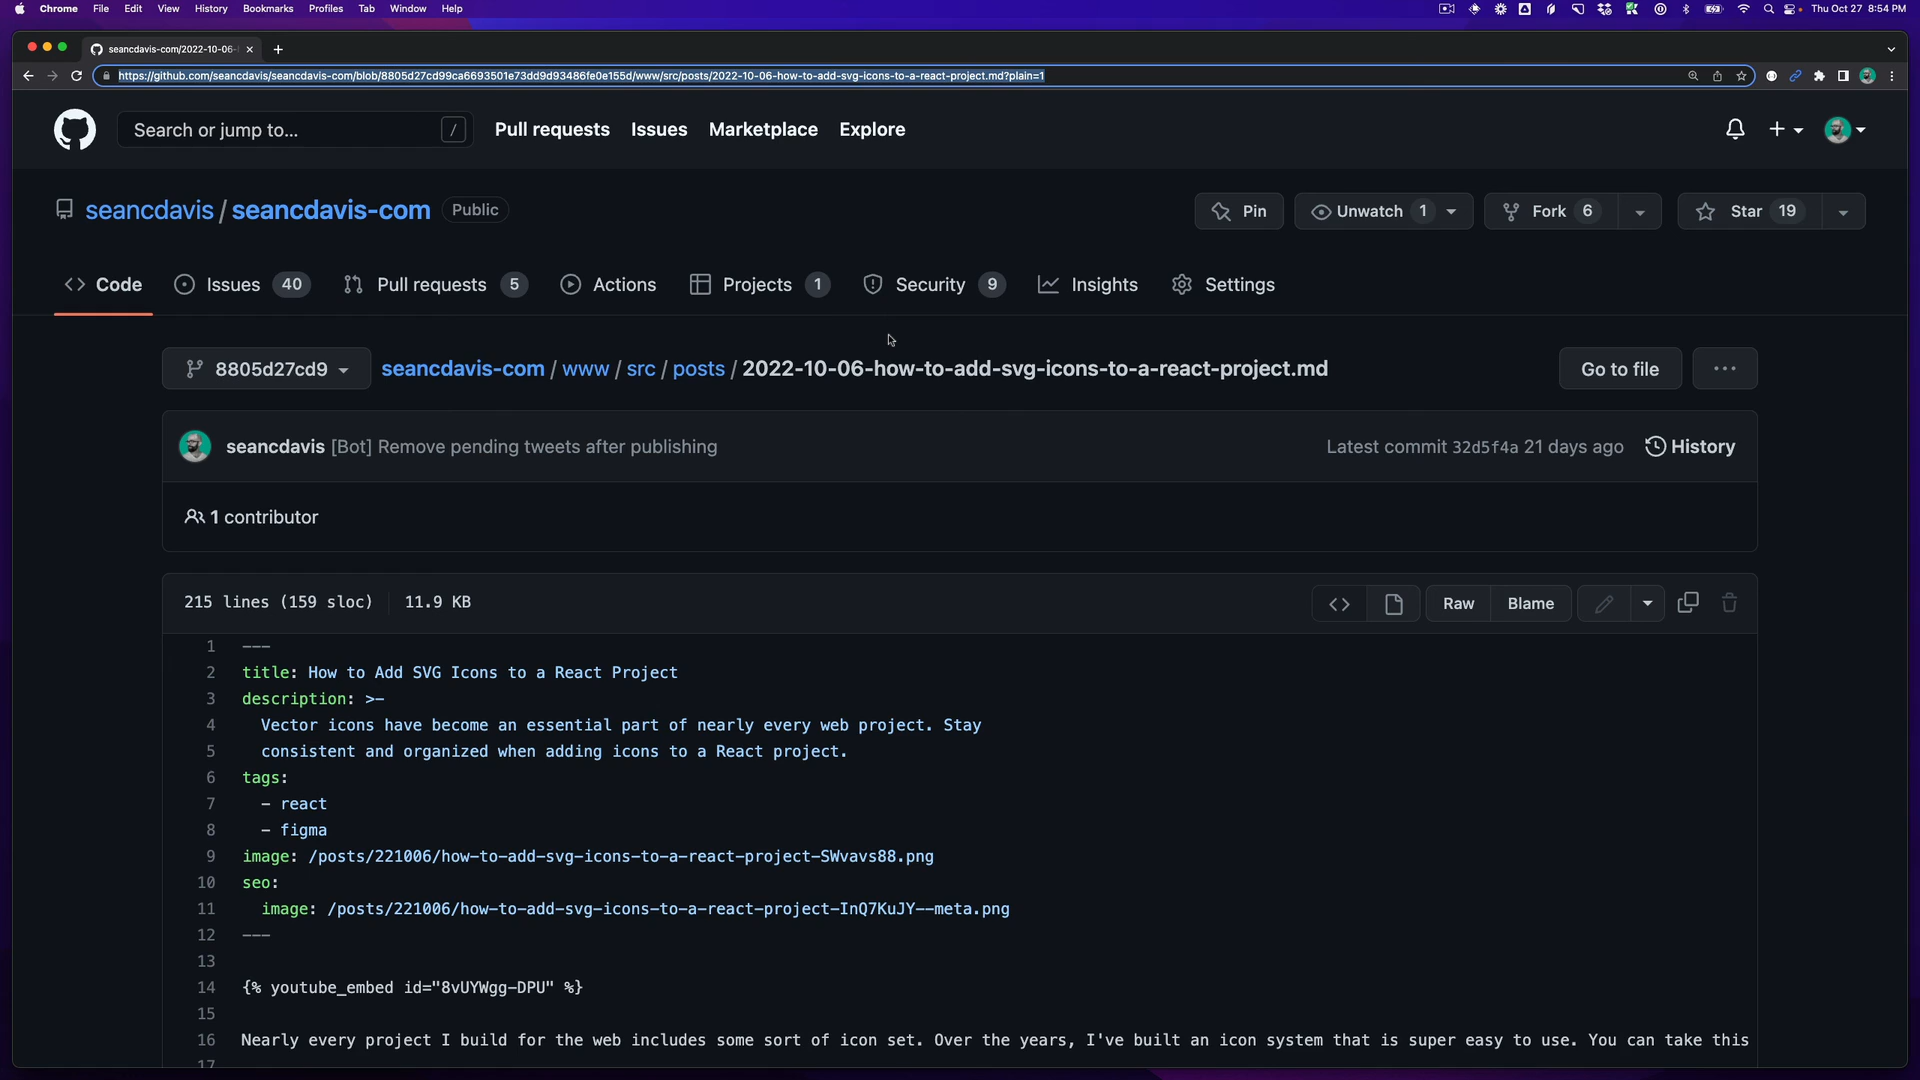 Chrome File Edit View History Bookmarks Profiles Tab Window Help Thu Oct 27 8:54 PM
seancdavis-com/2022-10-06-
https://github.com/seancdavis/seancdavis-com/blob/8805d27cd99ca6693501e73dd9d93486fe0e155d/www/src/posts/2022-10-06-how-to-add-svg-icons-to-a-react-project.md?plain=1
Search or jump to... / Pull requests Issues Marketplace Explore
seancdavis / seancdavis-com Public Pin Unwatch 1 Fork 6 Star 19
Code Issues 40 Pull requests 5 Actions Projects 1 Security 9 Insights Settings
8805d27cd9 seancdavis-com / www / src / posts / 2022-10-06-how-to-add-svg-icons-to-a-react-project.md Go to file ...
seancdavis [Bot] Remove pending tweets after publishing Latest commit 32d5f4a 21 days ago History
1 contributor
215 lines (159 sloc) 11.9 KB <> Raw Blame
1 ---
2 title: How to Add SVG Icons to a React Project
3 description: >-
4 Vector icons have become an essential part of nearly every web project. Stay
5 consistent and organized when adding icons to a React project.
6 tags:
7 - react
8 - figma
9 image: /posts/221006/how-to-add-svg-icons-to-a-react-project-SWvavs88.png
10 seo:
11 image: /posts/221006/how-to-add-svg-icons-to-a-react-project-InQ7KuJY--meta.png
12 ---
13
14 {% youtube_embed id="8vUYWgg-DPU" %}
15
16 Nearly every project I build for the web includes some sort of icon set. Over the years, I've built an icon system that is super easy to use. You can take this
17